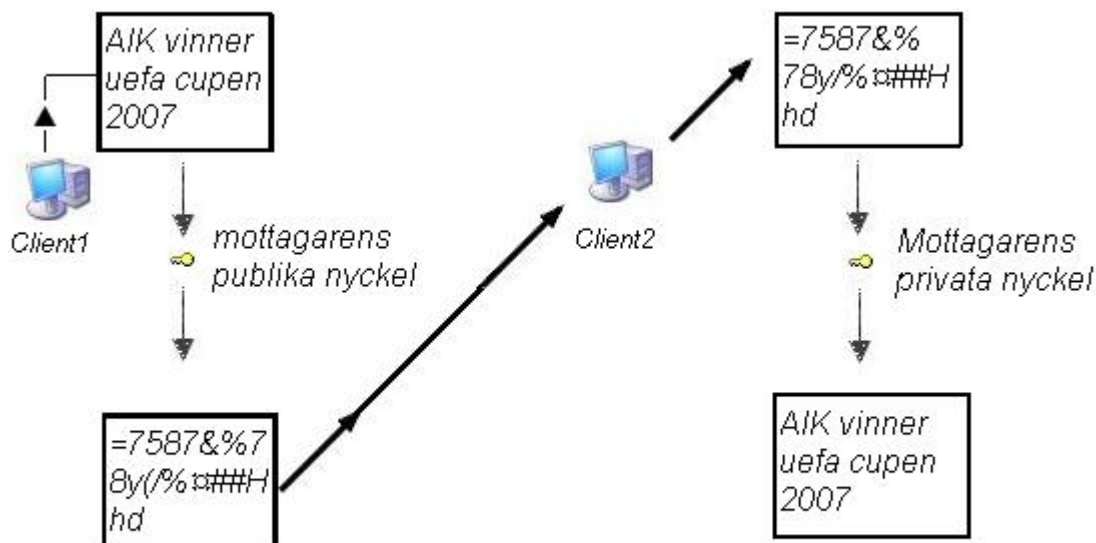 AIK vinner
uefa cupen
2007
Client1
mottagarens
publika nyckel
=7587&%7
8y(/%¤##H
hd
Client2
=7587&%
78y/%¤##H
hd
Mottagarens
privata nyckel
AIK vinner
uefa cupen
2007